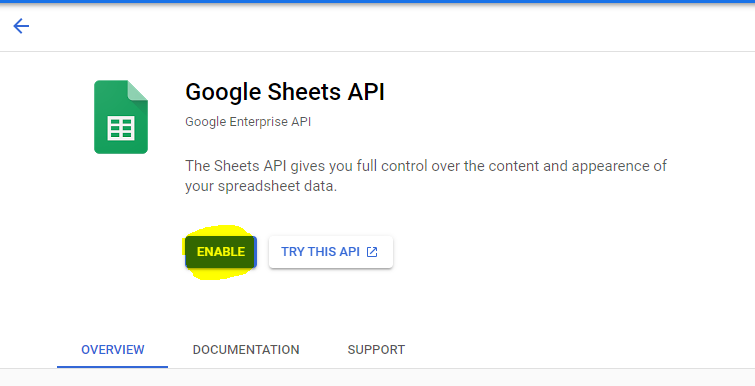 Google Sheets API
Google Enterprise API
The Sheets API gives you full control over the content and appearence of
your spreadsheet data.
ENABLE
TRY THIS API
OVERVIEW
DOCUMENTATION
SUPPORT